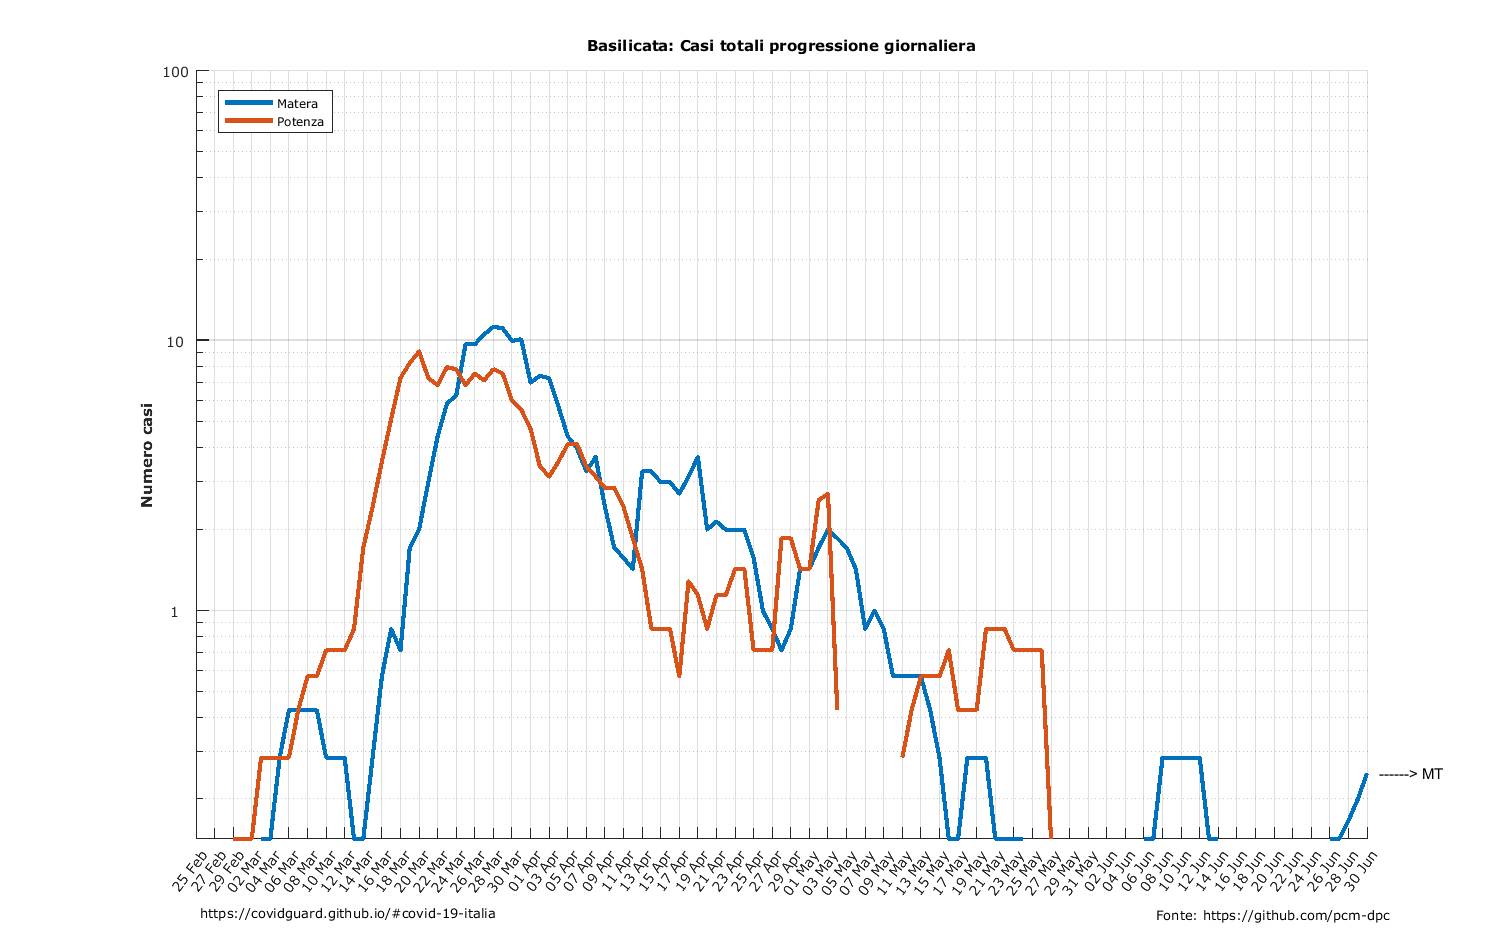 Basilicata: Casi totali progressione giornaliera
100
10
1
Numero casi
Matera
Potenza
------> MT
25 Feb
27 Feb
29 Feb
02 Mar
04 Mar
06 Mar
08 Mar
10 Mar
12 Mar
14 Mar
16 Mar
18 Mar
20 Mar
22 Mar
24 Mar
26 Mar
28 Mar
30 Mar
01 Apr
03 Apr
05 Apr
07 Apr
09 Apr
11 Apr
13 Apr
15 Apr
17 Apr
19 Apr
21 Apr
23 Apr
25 Apr
27 Apr
29 Apr
01 May
03 May
05 May
07 May
09 May
11 May
13 May
15 May
17 May
19 May
21 May
23 May
25 May
27 May
29 May
31 May
02 Jun
04 Jun
06 Jun
08 Jun
10 Jun
12 Jun
14 Jun
16 Jun
18 Jun
20 Jun
22 Jun
24 Jun
26 Jun
28 Jun
30 Jun
https://covidguard.github.io/#covid-19-italia
Fonte: https://github.com/pcm-dpc